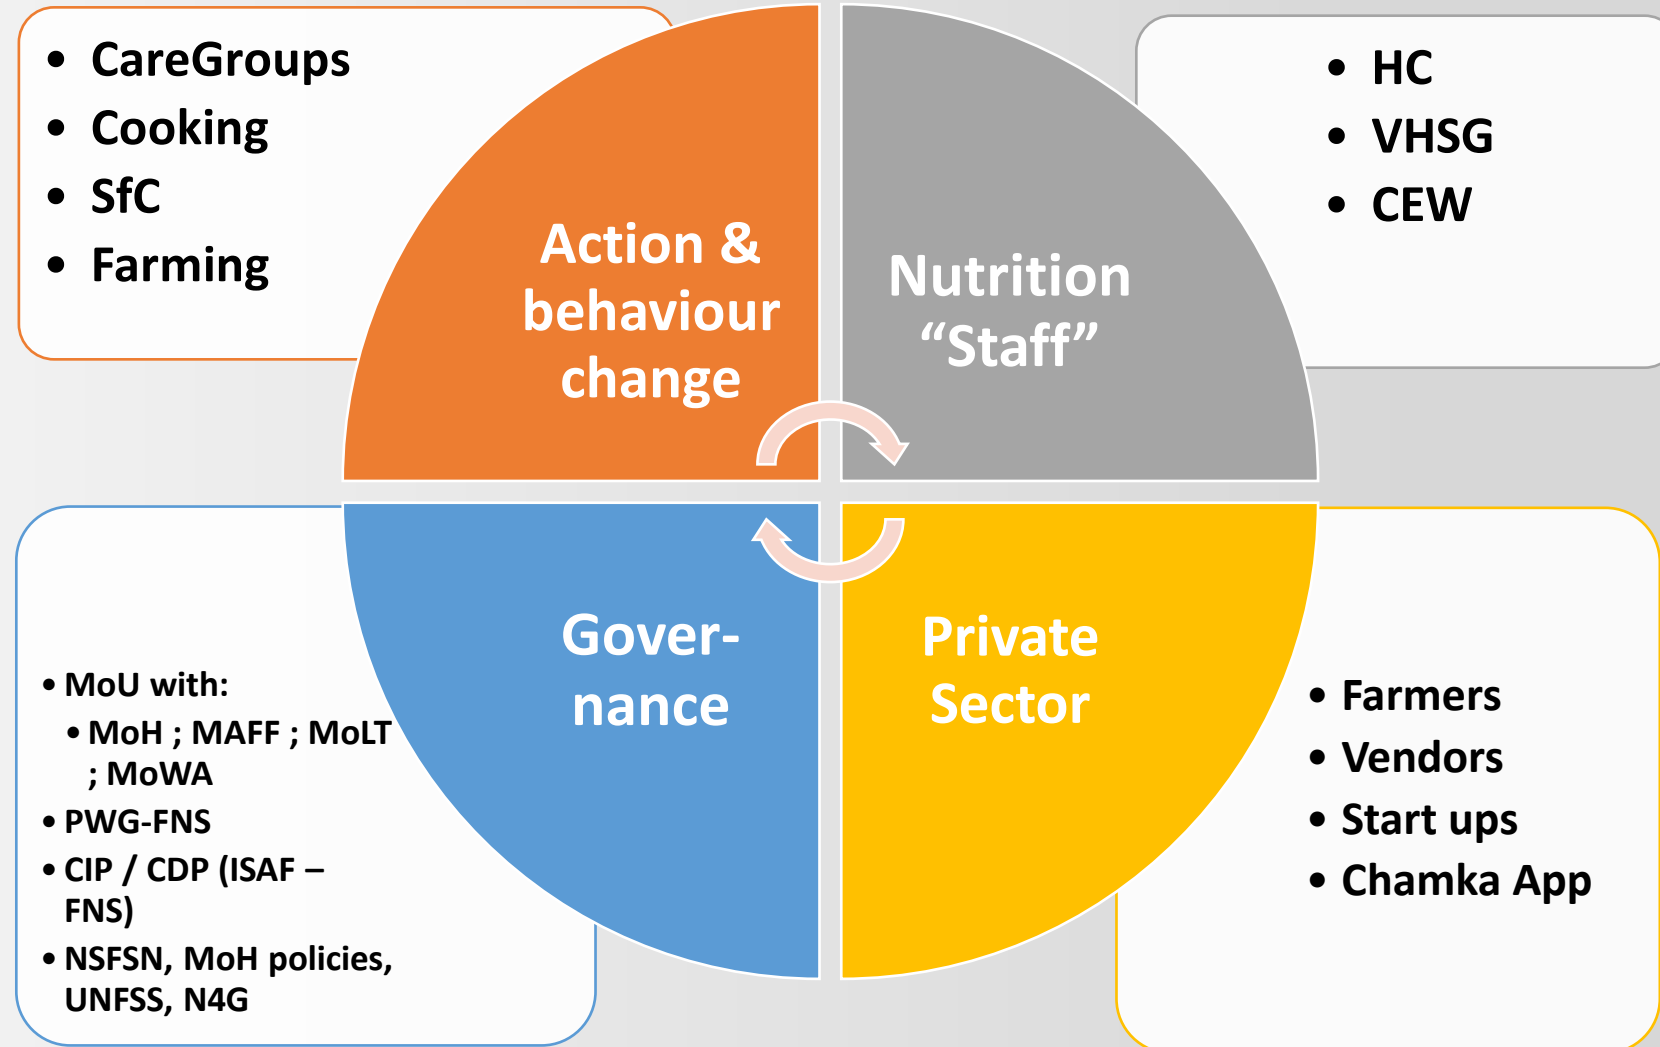 • CareGroups
• Cooking
• SfC
• Farming
Action &
behaviour
change
Nutrition
“Staff”
• HC
• VHSG
• CEW
• MoU with:
• MoH ; MAFF ; MoLT
; MoWA
• PWG-FNS
• CIP / CDP (ISAF –
FNS)
• NSFSN, MoH policies,
UNFSS, N4G
Gover-
nance
Private
Sector
• Farmers
• Vendors
• Start ups
• Chamka App